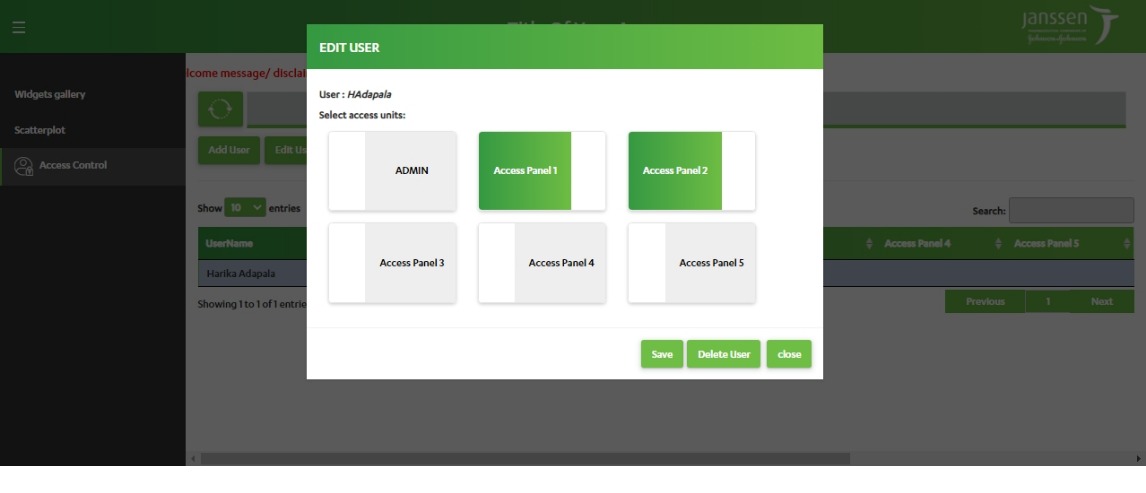 janssen
EDIT USER
lcome message/ disclai
User : HAdapala
Select access units:
Widgets gallery
Scatterplot
Access Control
Add User
Edit Us
ADMIN
Access Panel 1
Access Panel 2
Access Panel 3
Access Panel 4
Access Panel 5
Show 10 entries
Search:
UserName
Access Panel 4
Access Panel 5
Harika Adapala
Showing 1 to 1 of 1 entrie
Previous
1
Next
Save
Delete User
close